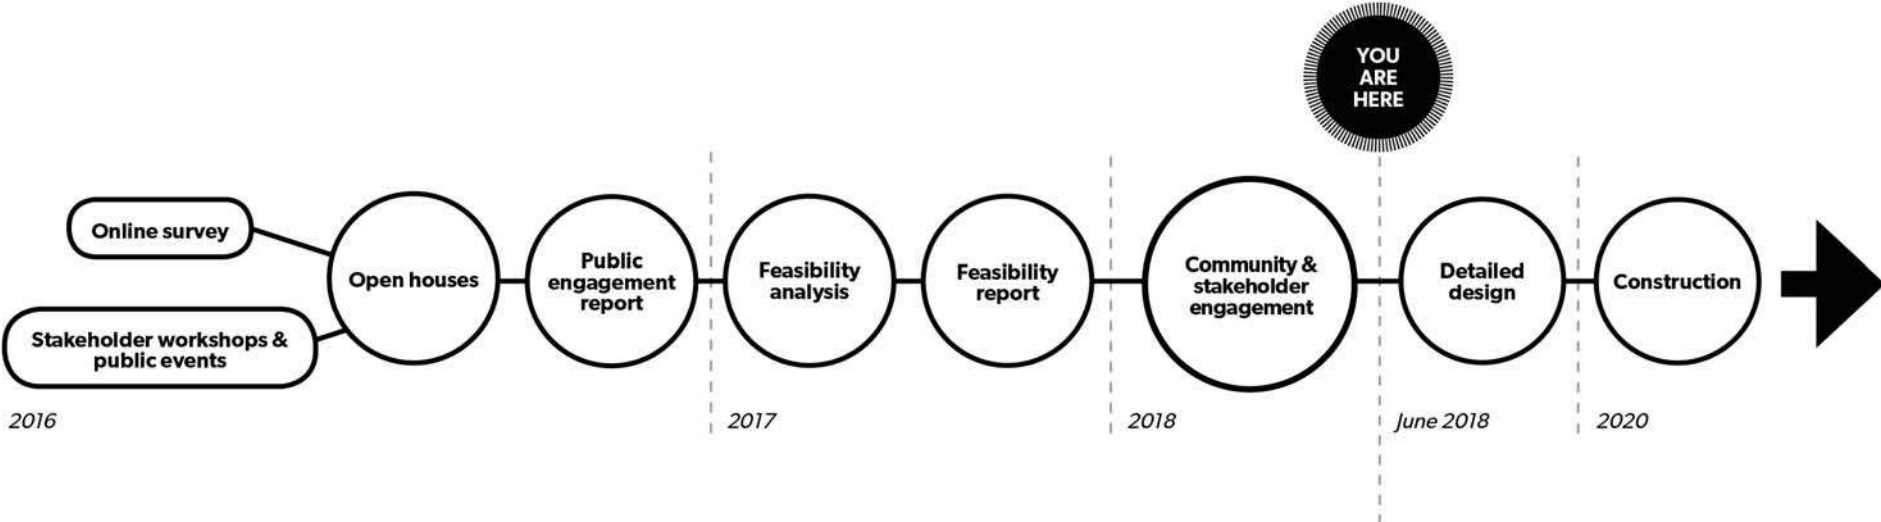 YOU
ARE
HERE
Online survey
Stakeholder workshops &
public events
Open houses
Public
engagement
report
Feasibility
analysis
Feasibility
report
Community &
stakeholder
engagement
Detailed
design
Construction
2016
2017
2018
June 2018
2020